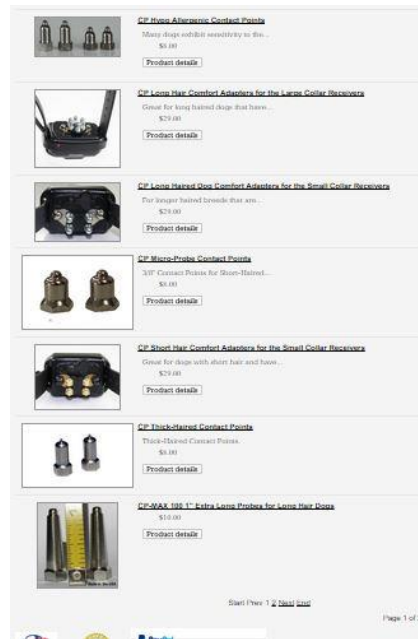 CP Hypo Allergenic Contact Points
Many dogs exhibit sensitivity to the...
$6.00
Product details
CP Long Hair Comfort Adapters for the Large Collar Receivers
Great for long haired dogs that have...
$29.00
Product details
CP Long Haired Dog Comfort Adapters for the Small Collar Receivers
For longer haired breeds that are...
$29.00
Product details
CP Micro-Probe Contact Points
3/8" Contact Points for Short-Haired...
$6.00
Product details
CP Short Hair Comfort Adapters for the Small Collar Receivers
Great for dogs with short hair and have...
$29.00
Product details
CP Thick-Haired Contact Points
Thick-Haired Contact Points
$6.00
Product details
CP-MAX 100 1" Extra Long Probes for Long Hair Dogs
$10.00
Product details
Start Prev 1 2 Next End
Page 1 of
PayPal